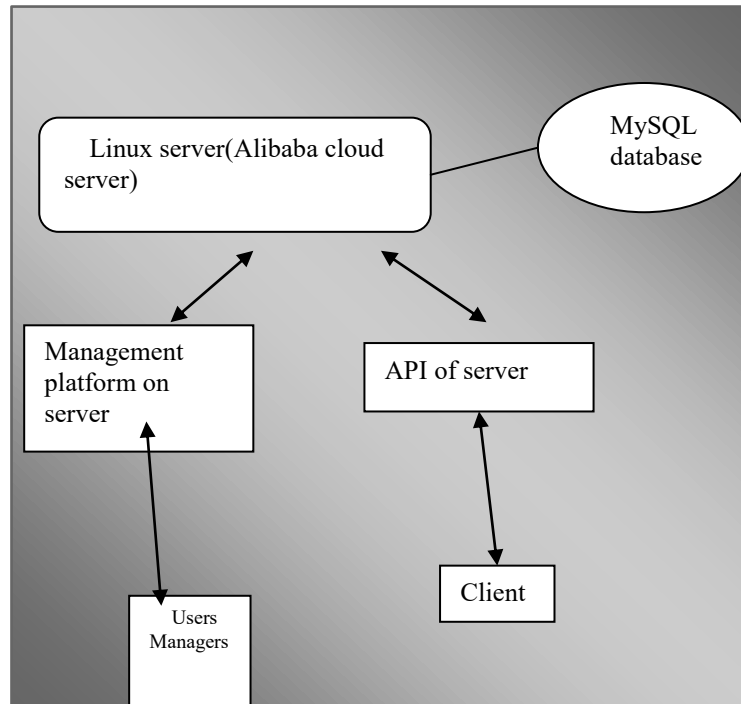 Linux server(Alibaba cloud
server)
MySQL
database
Management
platform on
server
API of server
Client
Users
Managers